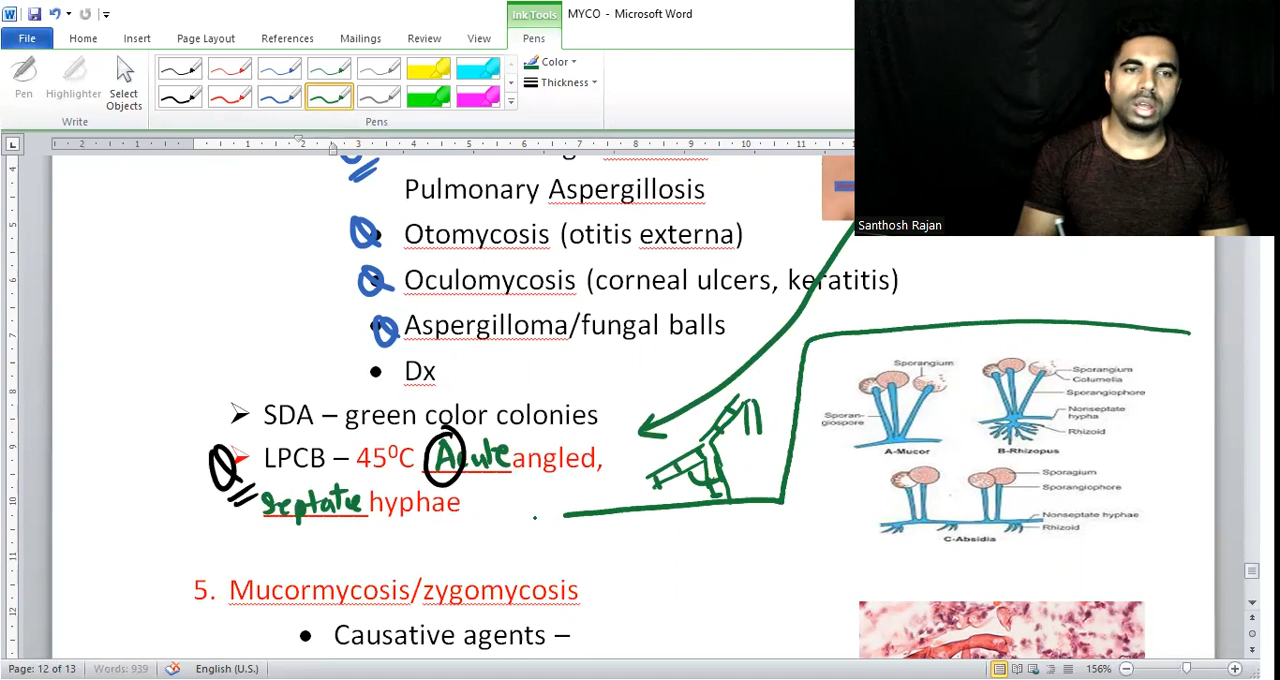 Ink Tools
MYCO - Microsoft Word
File Home Insert Page Layout References Mailings Review View Pens
Pen Highlighter Select Objects
Color
Thickness
Write
Pens
Santhosh Rajan
Pulmonary Aspergillosis
Otomycosis (otitis externa)
Oculomycosis (corneal ulcers, keratitis)
Aspergilloma/fungal balls
Dx
SDA – green color colonies
LPCB – 45⁰C Acute angled,
septate hyphae
Sporangium
Sporan-
giospore
A-Mucor
Sporangium
Columella
Sporangiophore
Nonseptate
hypha
Rhizoid
B-Rhizopus
Sporagium
Sporangiophore
Nonseptate hyphae
Rhizoid
C-Absidia
5. Mucormycosis/zygomycosis
Causative agents –
Page: 12 of 13 Words: 939 English (U.S.) 156%